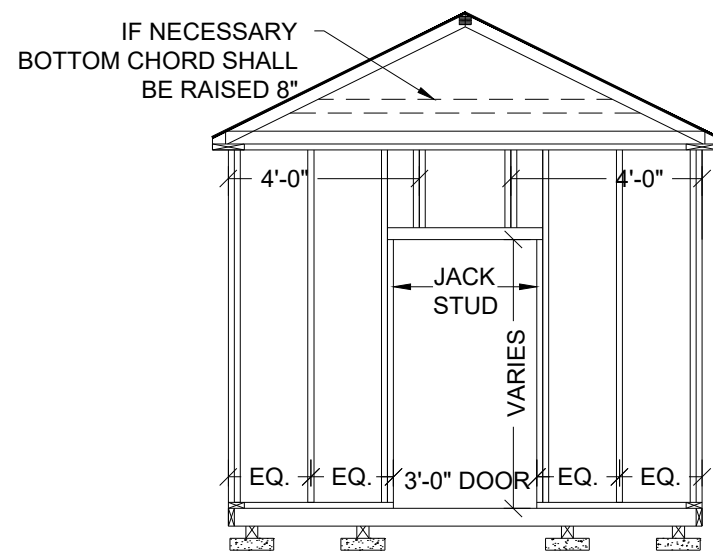 IF NECESSARY
BOTTOM CHORD SHALL
BE RAISED 8"
4'-0"
4'-0"
JACK
STUD
VARIES
EQ.
EQ.
3'-0" DOOR
EQ.
EQ.